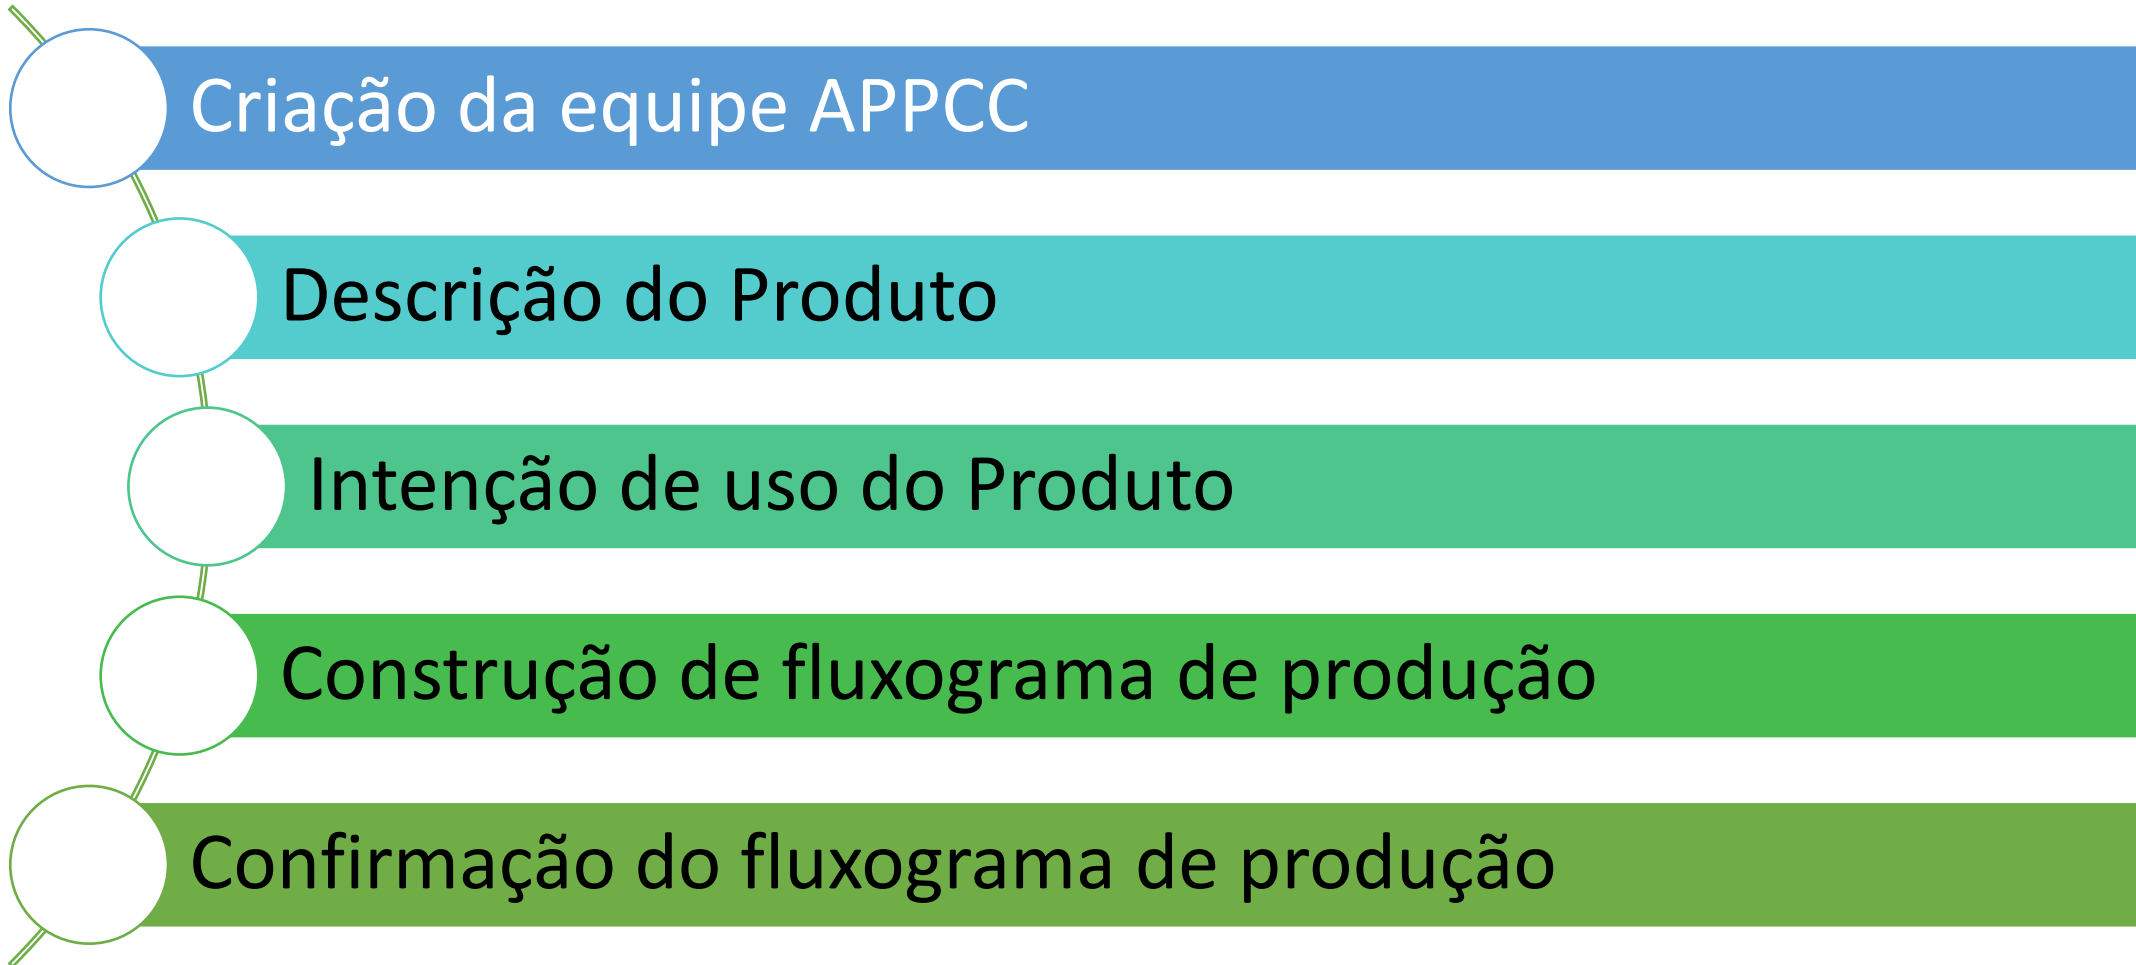 Criação da equipe APPCC
Descrição do Produto
Intenção de uso do Produto
Construção de fluxograma de produção
Confirmação do fluxograma de produção